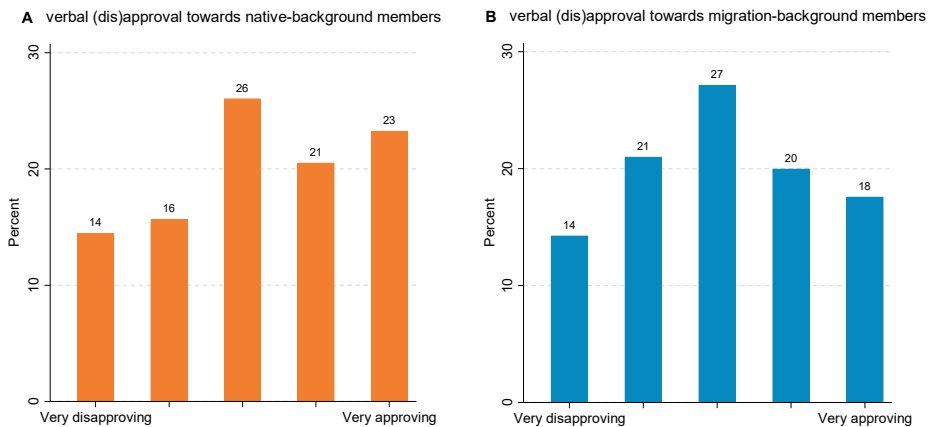 A verbal (dis)approval towards native-background members
30
20
10
0
Percent
14
16
26
21
23
Very disapproving
Very approving
B verbal (dis)approval towards migration-background members
30
20
10
0
Percent
14
21
27
20
18
Very disapproving
Very approving